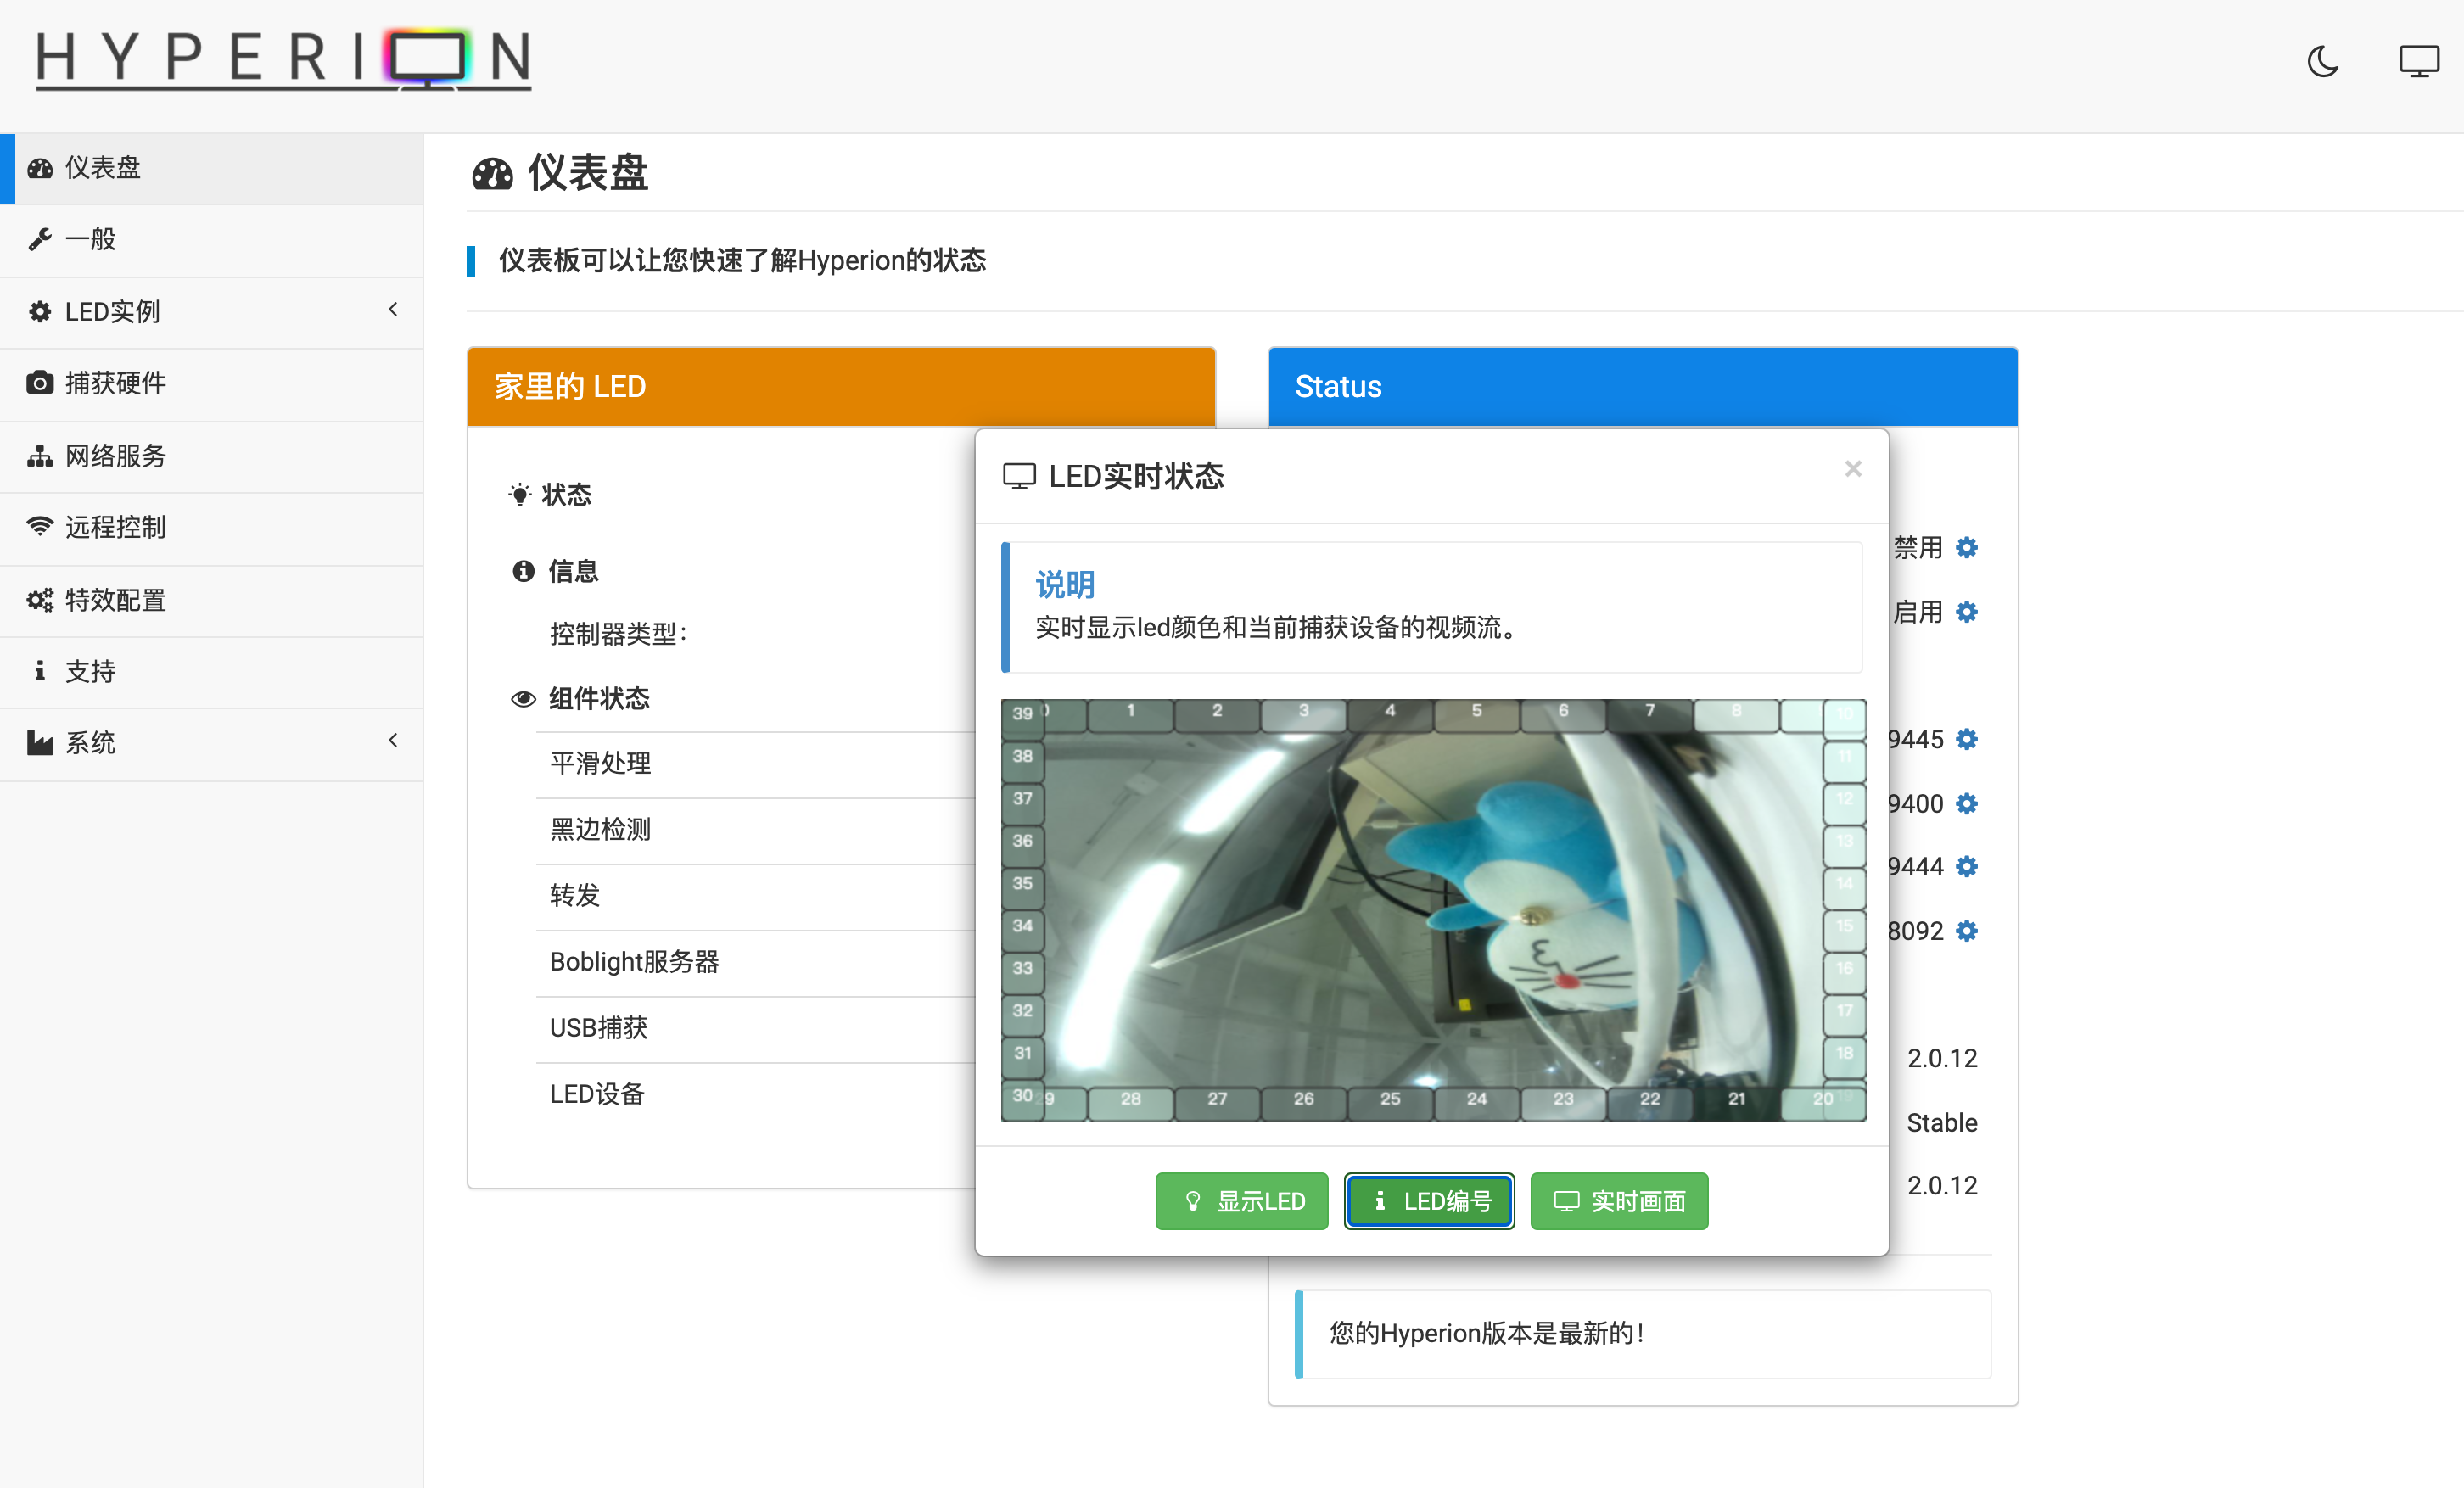 HYPERION
仪表盘
一般
LED实例
捕获硬件
网络服务
远程控制
特效配置
支持
系统
仪表盘
仪表板可以让您快速了解Hyperion的状态
家里的 LED
状态
信息
控制器类型：
组件状态
平滑处理
黑边检测
转发
Boblight服务器
USB捕获
LED设备
Status
禁用
启用
9445
9400
9444
8092
2.0.12
Stable
2.0.12
您的Hyperion版本是最新的！
LED实时状态
×
说明
实时显示led颜色和当前捕获设备的视频流。
39 0 1 2 3 4 5 6 7 8 10
38 11
37 12
36 13
35 14
34 15
33 16
32 17
31 18
30 29 28 27 26 25 24 23 22 21 20 19
显示LED
LED编号
实时画面